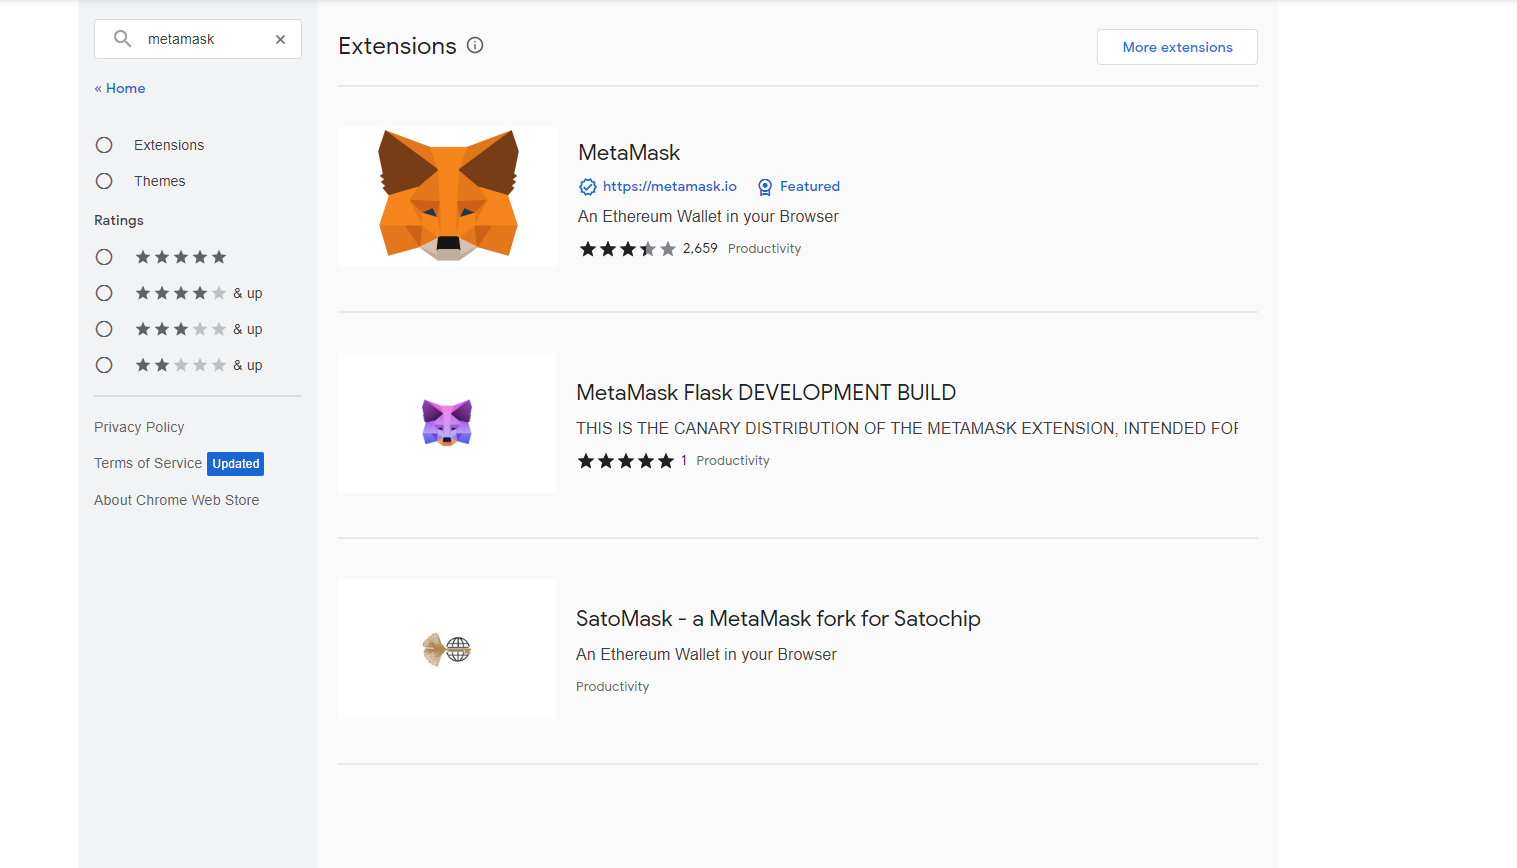 metamask
« Home
Extensions
Themes
Ratings
& up
& up
& up
Privacy Policy
Terms of Service Updated
About Chrome Web Store
Extensions
More extensions
MetaMask
https://metamask.io Featured
An Ethereum Wallet in your Browser
2,659 Productivity
MetaMask Flask DEVELOPMENT BUILD
THIS IS THE CANARY DISTRIBUTION OF THE METAMASK EXTENSION, INTENDED FOR
1 Productivity
SatoMask - a MetaMask fork for Satochip
An Ethereum Wallet in your Browser
Productivity